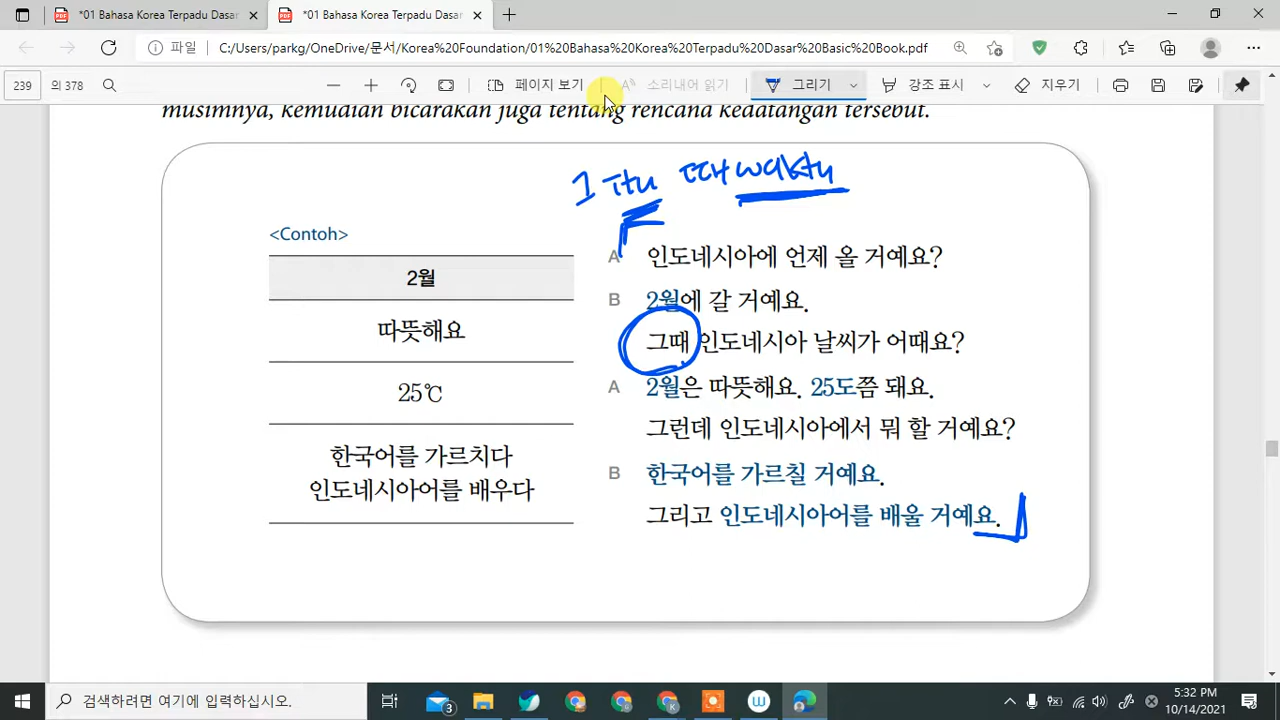 *01 Bahasa Korea Terpadu Dasar
*01 Bahasa Korea Terpadu Dasar
파일
C:/Users/parkg/OneDrive/문서/Korea%20Foundation/01%20Bahasa%20Korea%20Terpadu%20Dasar%20Basic%20Book.pdf
239 의 378
페이지 보기
소리내어 읽기
그리기
강조 표시
지우기
musimnya, kemudian bicarakan juga tentang rencana kedatangan tersebut.
itu waktu
<Contoh>
2월
따뜻해요
25℃
한국어를 가르치다
인도네시아어를 배우다
A 인도네시아에 언제 올 거예요?
B 2월에 갈 거예요.
그때 인도네시아 날씨가 어때요?
A 2월은 따뜻해요. 25도쯤 돼요.
그런데 인도네시아에서 뭐 할 거예요?
B 한국어를 가르칠 거예요.
그리고 인도네시아어를 배울 거예요.
검색하려면 여기에 입력하십시오.
3
5:32 PM
10/14/2021